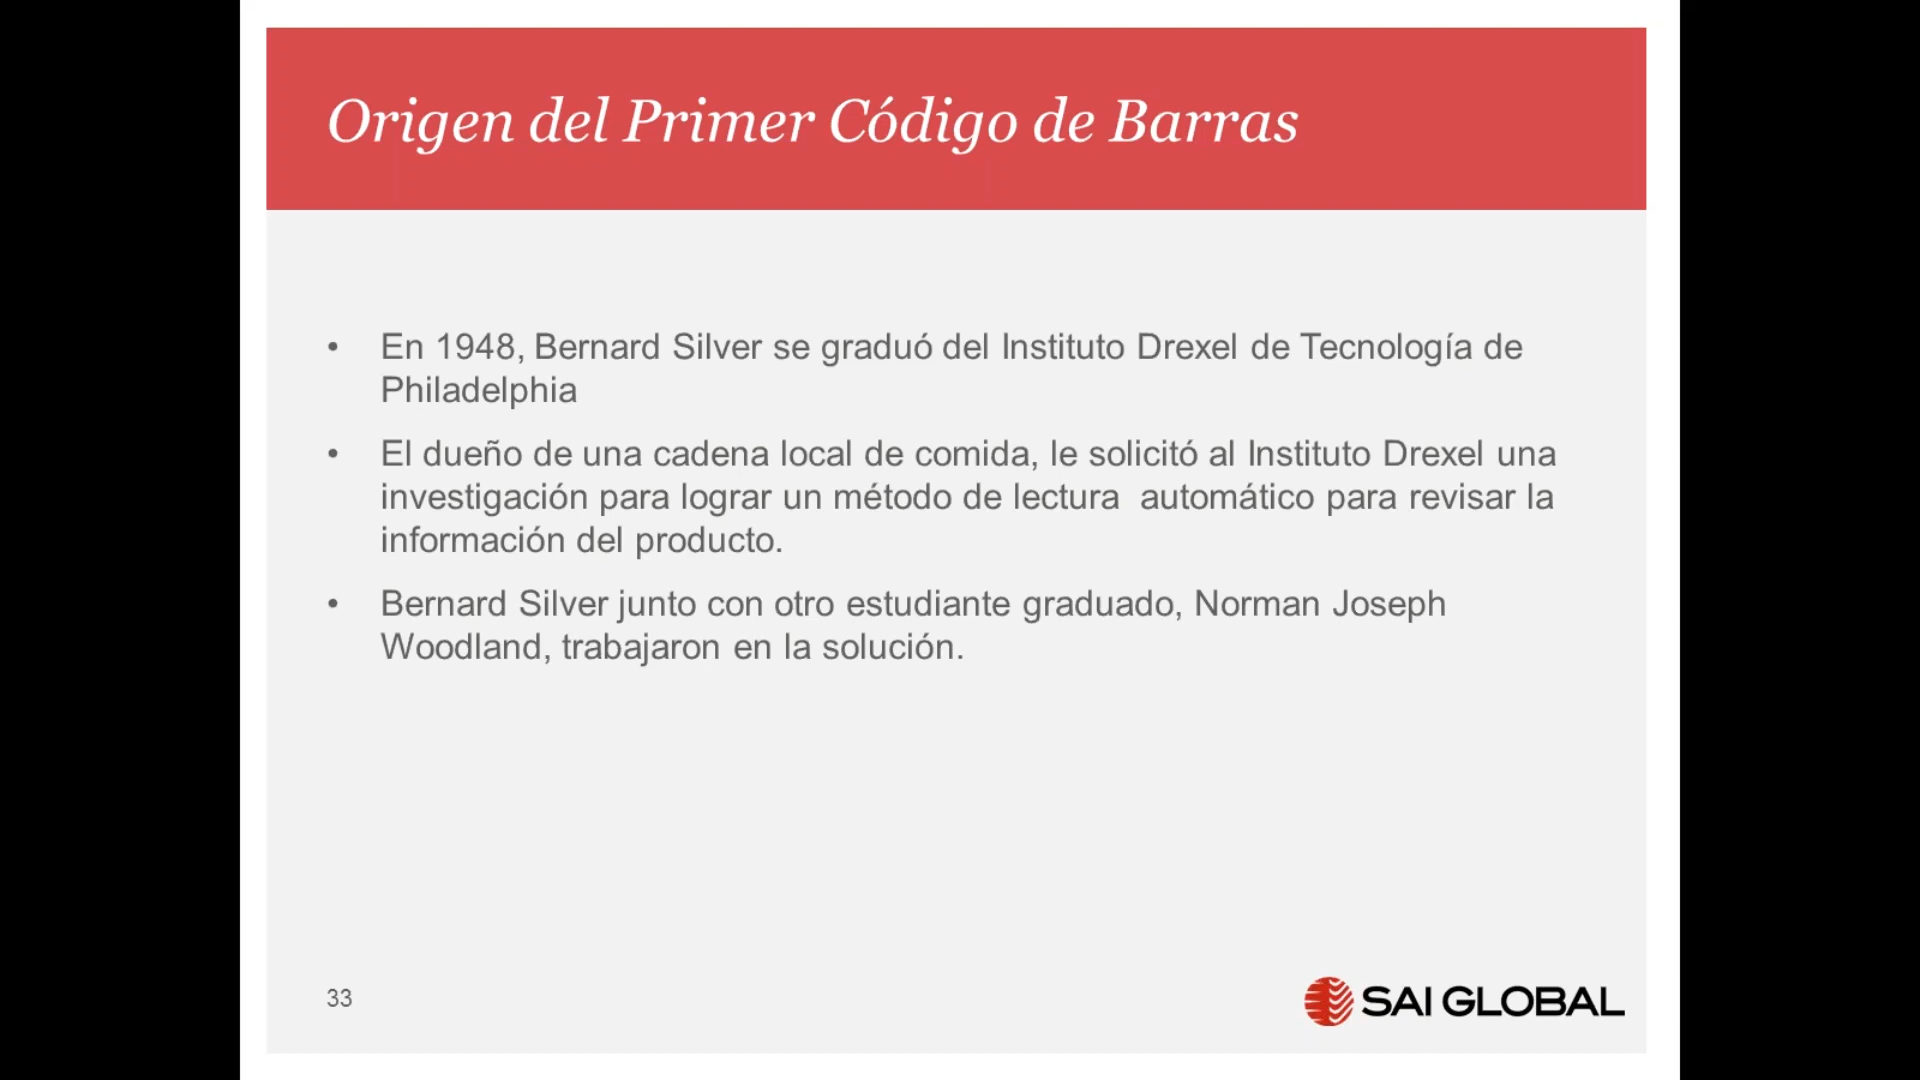 Origen del Primer Código de Barras
• En 1948, Bernard Silver se graduó del Instituto Drexel de Tecnología de
Philadelphia
• El dueño de una cadena local de comida, le solicitó al Instituto Drexel una
investigación para lograr un método de lectura  automático para revisar la
información del producto.
• Bernard Silver junto con otro estudiante graduado, Norman Joseph
Woodland, trabajaron en la solución.
33
SAI GLOBAL